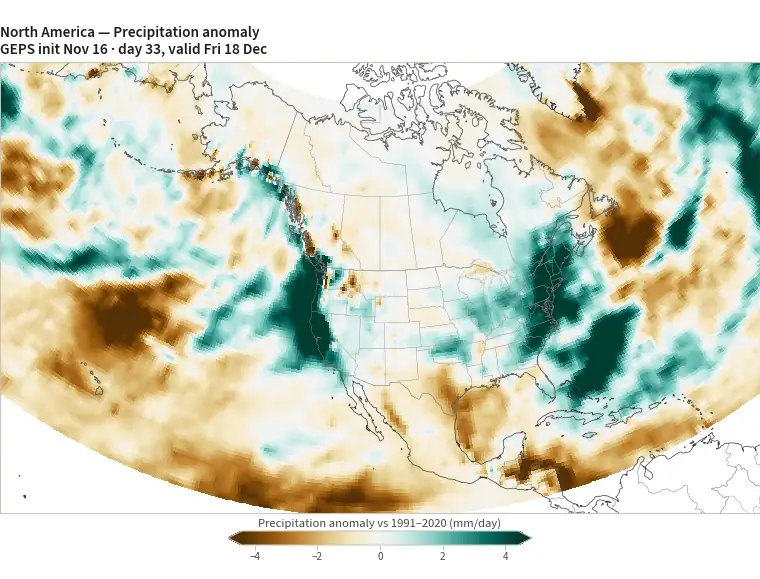 North America — Precipitation anomaly
GEPS init Nov 16 · day 33, valid Fri 18 Dec
Precipitation anomaly vs 1991–2020 (mm/day)
−4 −2 0 2 4